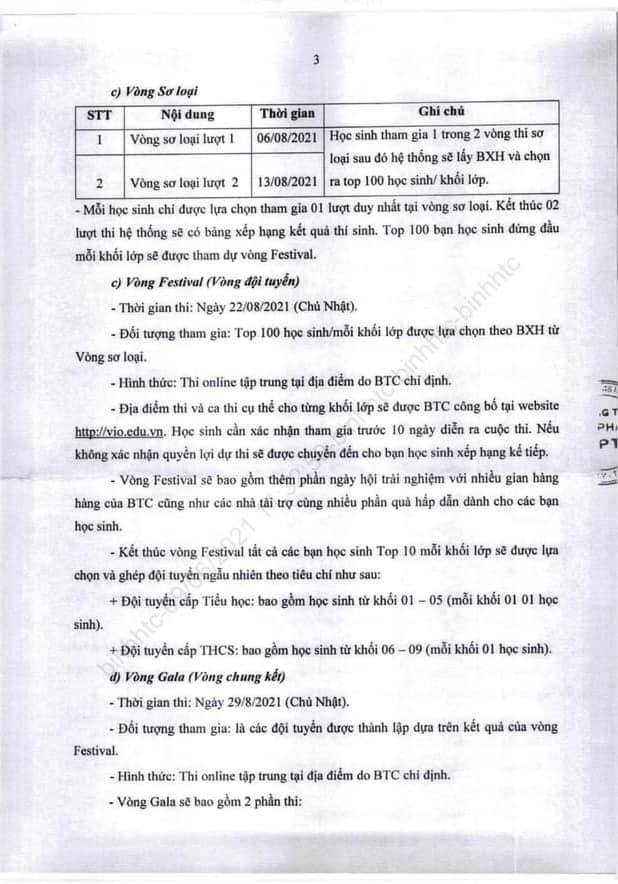 3
c) Vòng Sơ loại
STT Nội dung Thời gian Ghi chú
1 Vòng sơ loại lượt 1 06/08/2021 Học sinh tham gia 1 trong 2 vòng thi sơ
loại sau đó hệ thống sẽ lấy BXH và chọn
2 Vòng sơ loại lượt 2 13/08/2021 ra top 100 học sinh/ khối lớp.
- Mỗi học sinh chỉ được lựa chọn tham gia 01 lượt duy nhất tại vòng sơ loại. Kết thúc 02
lượt thi hệ thống sẽ có bảng xếp hạng kết quả thí sinh. Top 100 bạn học sinh đứng đầu
mỗi khối lớp sẽ được tham dự vòng Festival.
c) Vòng Festival (Vòng đội tuyển)
- Thời gian thi: Ngày 22/08/2021 (Chủ Nhật).
- Đối tượng tham gia: Top 100 học sinh/mỗi khối lớp được lựa chọn theo BXH từ
Vòng sơ loại.
- Hình thức: Thi online tập trung tại địa điểm do BTC chỉ định.
- Địa điểm thi và ca thi cụ thể cho từng khối lớp sẽ được BTC công bố tại website
http://vio.edu.vn. Học sinh cần xác nhận tham gia trước 10 ngày diễn ra cuộc thi. Nếu
không xác nhận quyền lợi dự thi sẽ được chuyển đến cho bạn học sinh xếp hạng kế tiếp.
- Vòng Festival sẽ bao gồm thêm phần ngày hội trải nghiệm với nhiều gian hàng
hàng của BTC cũng như các nhà tài trợ cùng nhiều phần quà hấp dẫn dành cho các bạn
học sinh.
- Kết thúc vòng Festival tất cả các bạn học sinh Top 10 mỗi khối lớp sẽ được lựa
chọn và ghép đội tuyển ngẫu nhiên theo tiêu chí như sau:
+ Đội tuyển cấp Tiểu học: bao gồm học sinh từ khối 01 – 05 (mỗi khối 01 01 học
sinh).
+ Đội tuyển cấp THCS: bao gồm học sinh từ khối 06 – 09 (mỗi khối 01 học sinh).
d) Vòng Gala (Vòng chung kết)
- Thời gian thi: Ngày 29/8/2021 (Chủ Nhật).
- Đối tượng tham gia: là các đội tuyển được thành lập dựa trên kết quả của vòng
Festival.
- Hình thức: Thi online tập trung tại địa điểm do BTC chỉ định.
- Vòng Gala sẽ bao gồm 2 phần thi: